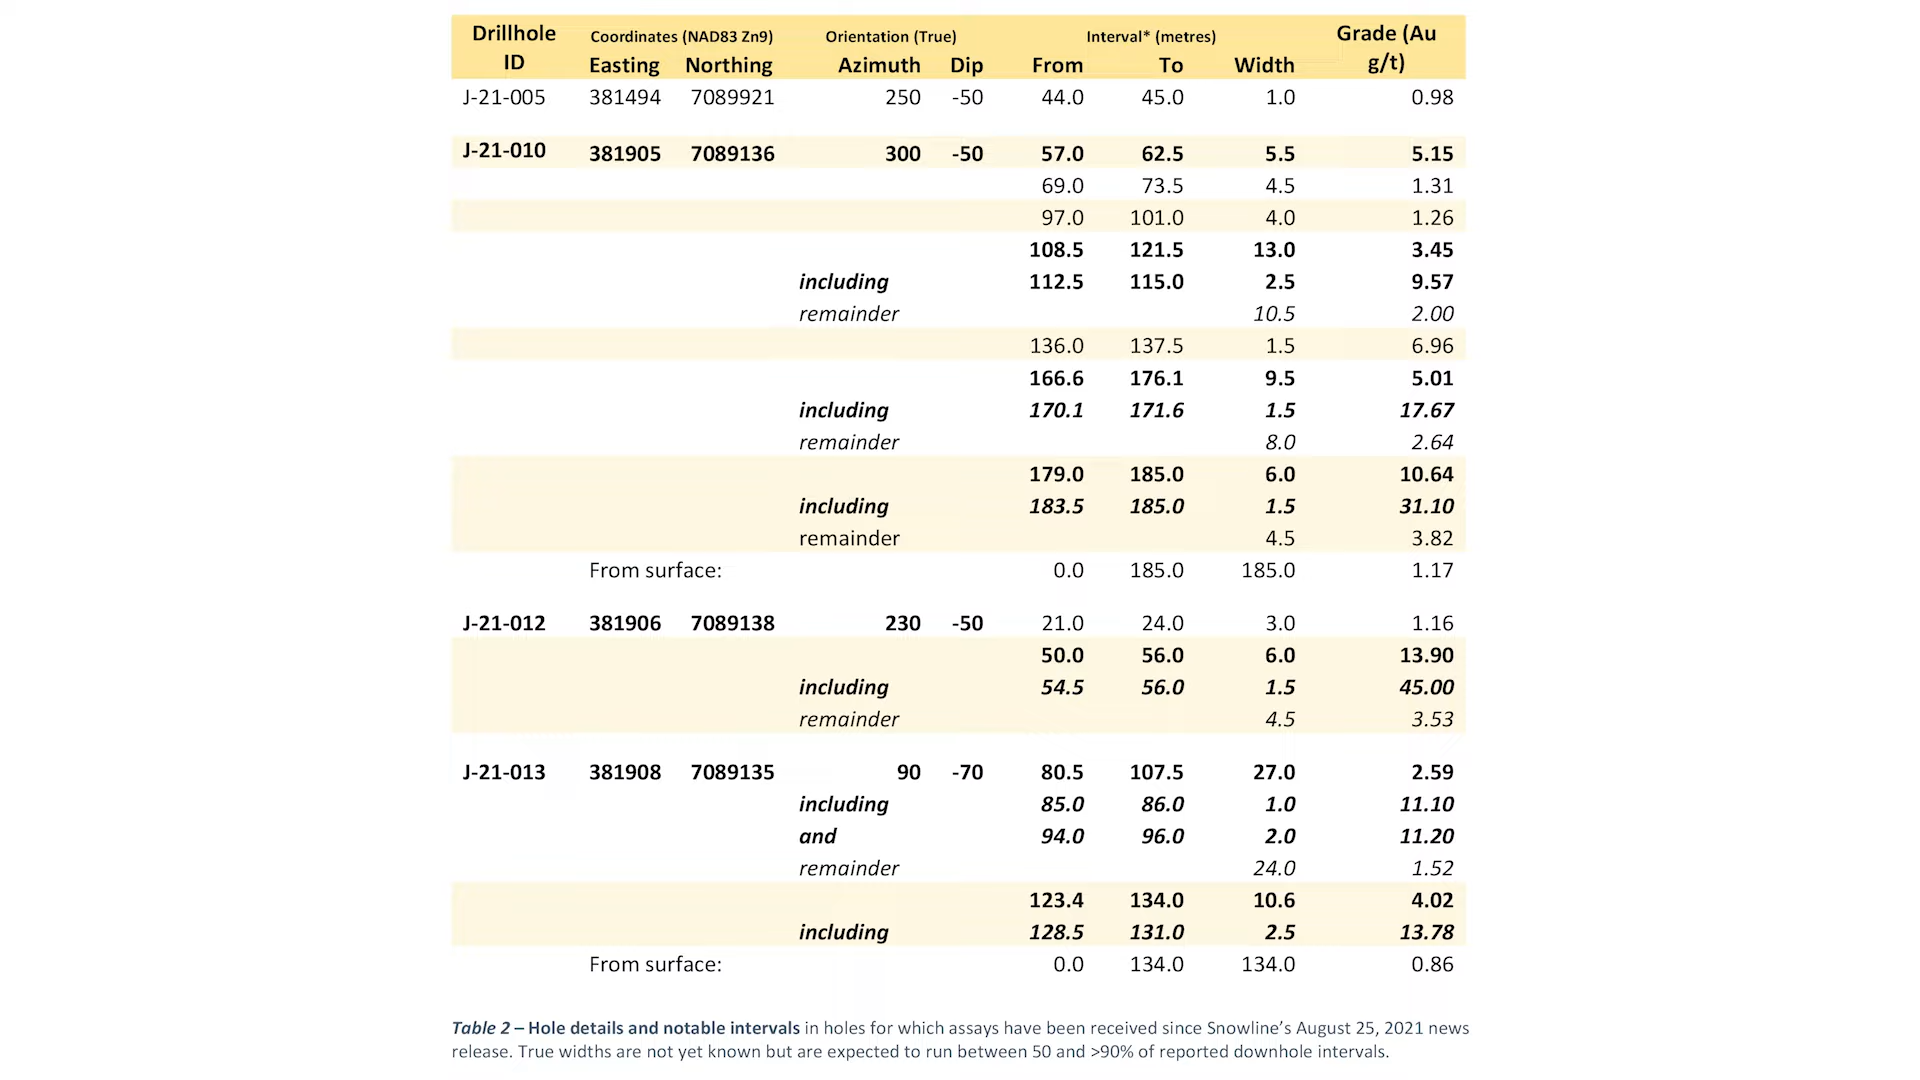 Drillhole ID Coordinates (NAD83 Zn9) Orientation (True) Interval* (metres) Grade (Au g/t)
Easting Northing Azimuth Dip From To Width
J-21-005 381494 7089921 250 -50 44.0 45.0 1.0 0.98
J-21-010 381905 7089136 300 -50 57.0 62.5 5.5 5.15
69.0 73.5 4.5 1.31
97.0 101.0 4.0 1.26
108.5 121.5 13.0 3.45
including 112.5 115.0 2.5 9.57
remainder 10.5 2.00
136.0 137.5 1.5 6.96
166.6 176.1 9.5 5.01
including 170.1 171.6 1.5 17.67
remainder 8.0 2.64
179.0 185.0 6.0 10.64
including 183.5 185.0 1.5 31.10
remainder 4.5 3.82
From surface: 0.0 185.0 185.0 1.17
J-21-012 381906 7089138 230 -50 21.0 24.0 3.0 1.16
50.0 56.0 6.0 13.90
including 54.5 56.0 1.5 45.00
remainder 4.5 3.53
J-21-013 381908 7089135 90 -70 80.5 107.5 27.0 2.59
including 85.0 86.0 1.0 11.10
and 94.0 96.0 2.0 11.20
remainder 24.0 1.52
123.4 134.0 10.6 4.02
including 128.5 131.0 2.5 13.78
From surface: 0.0 134.0 134.0 0.86
Table 2 – Hole details and notable intervals in holes for which assays have been received since Snowline’s August 25, 2021 news
release. True widths are not yet known but are expected to run between 50 and >90% of reported downhole intervals.